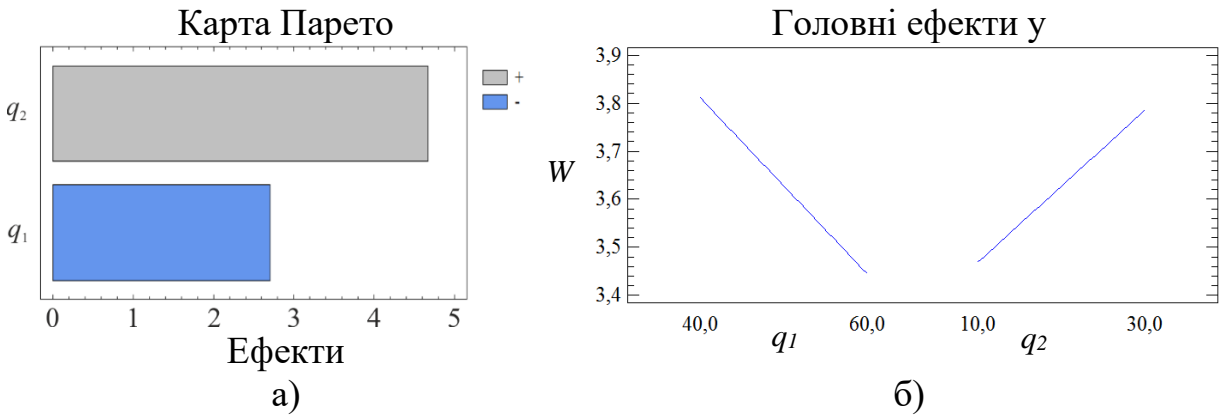 Карта Парето
q2
q1
+
-
0 1 2 3 4 5
Ефекти
а)
Головні ефекти у
W
3,9
3,8
3,7
3,6
3,5
3,4
40,0 60,0 10,0 30,0
q1 q2
б)